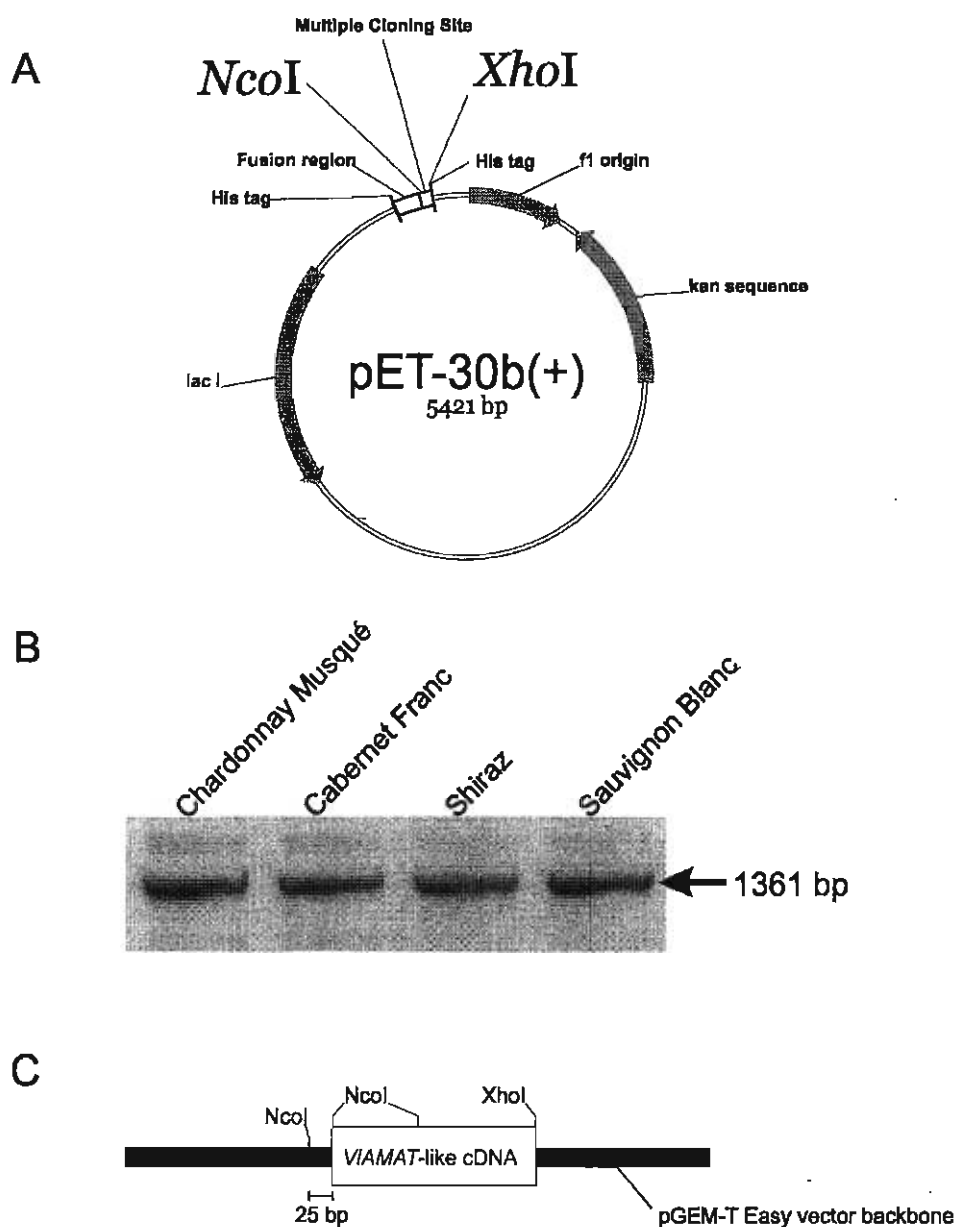 A
Multiple Cloning Site
NcoI
XhoI
Fusion region
His tag
f1 origin
His tag
kan sequence
lac I
pET-30b(+)
5421 bp
B
Chardonnay Musqué
Cabernet Franc
Shiraz
Sauvignon Blanc
1361 bp
C
NcoI
NcoI
XhoI
VlAMAT-like cDNA
25 bp
pGEM-T Easy vector backbone